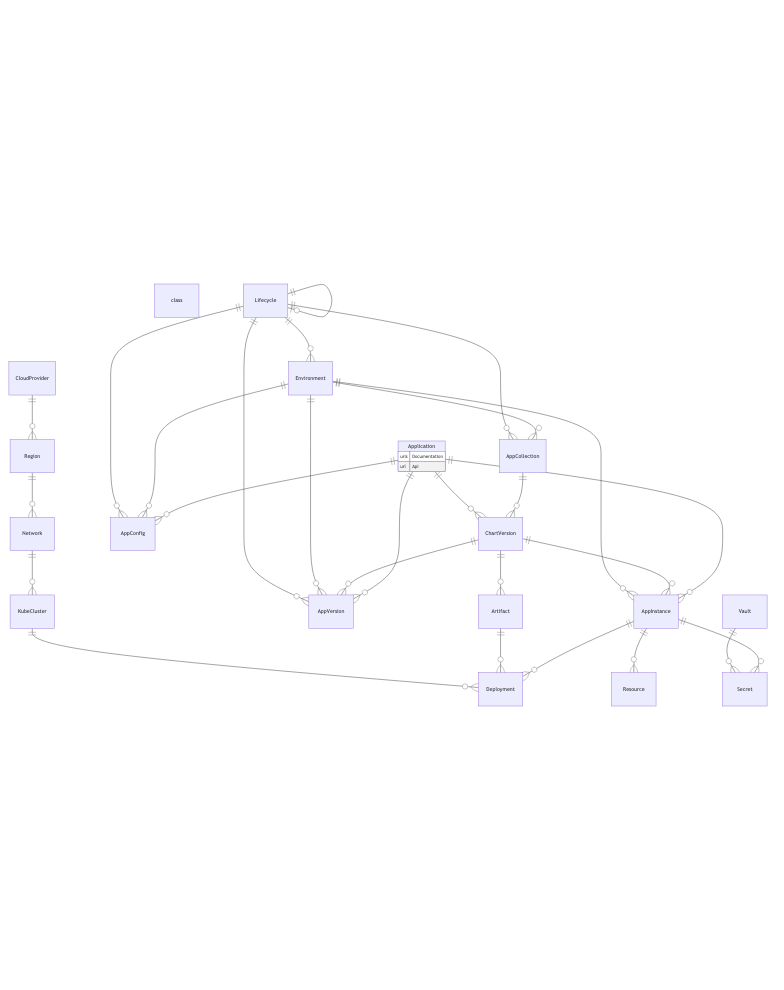 class
Lifecycle
CloudProvider
Environment
Application
urls Documentation
url Api
Region
AppCollection
AppConfig
Network
ChartVersion
KubeCluster
AppVersion
Artifact
AppInstance
Vault
Deployment
Resource
Secret